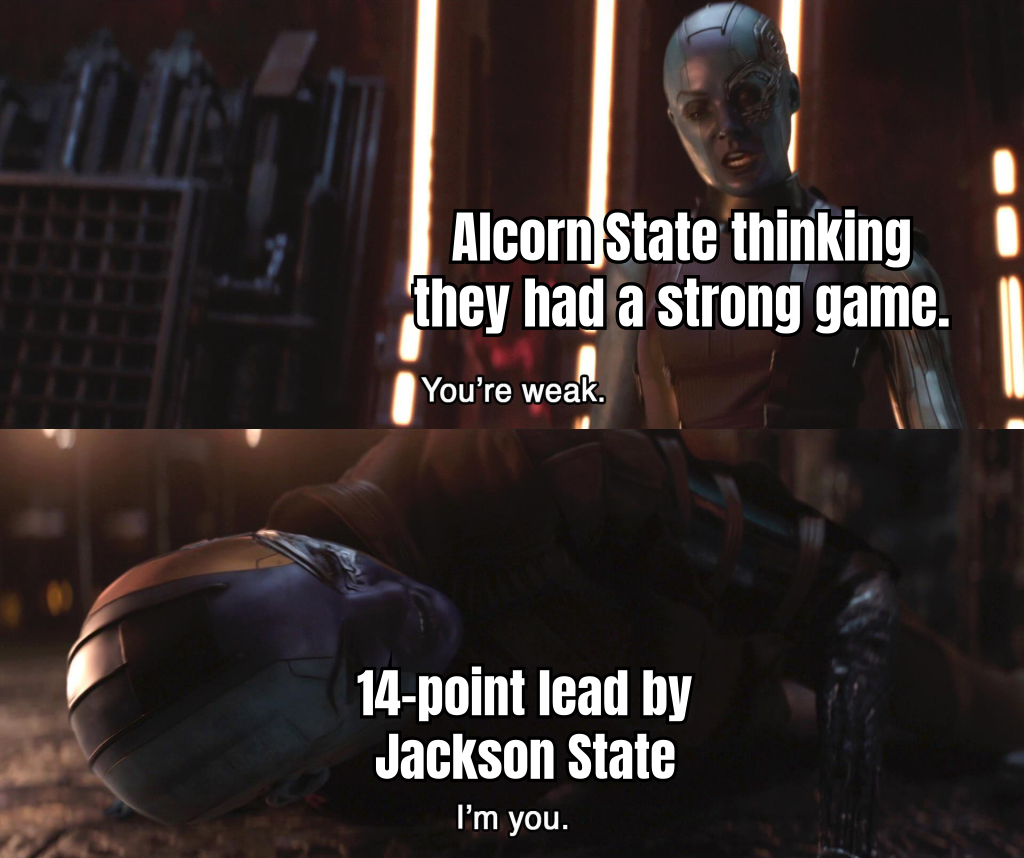 Alcorn State thinking
they had a strong game.
You're weak.
14-point lead by
Jackson State
I'm you.